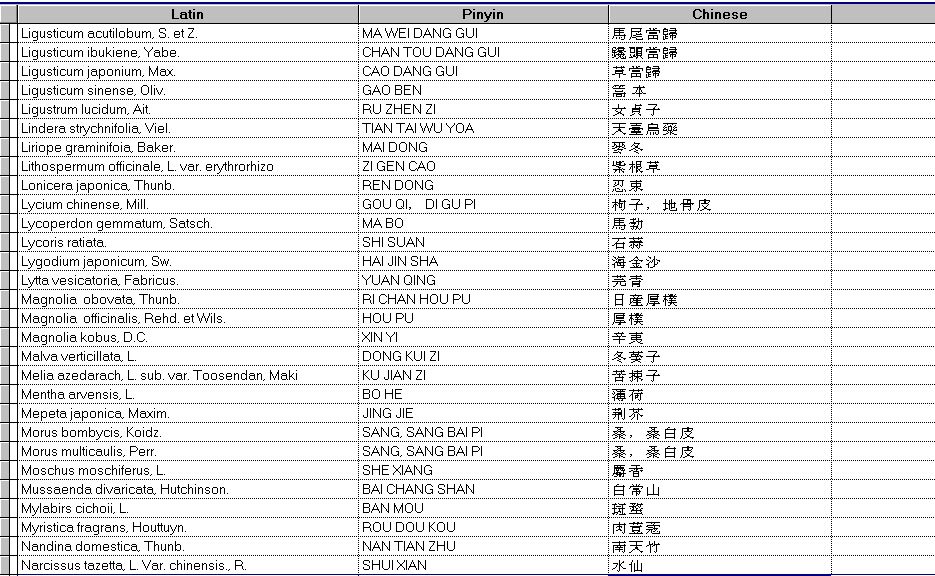 Latin Pinyin Chinese
Ligusticum acutilobum, S. et Z. MA WEI DANG GUI 馬尾當歸
Ligusticum ibukiene, Yabe. CHAN TOU DANG GUI 鑱頭當歸
Ligusticum japonium, Max. CAO DANG GUI 草當歸
Ligusticum sinense, Oliv. GAO BEN 蒿本
Ligustrum lucidum, Ait. RU ZHEN ZI 女貞子
Lindera strychnifolia, Viel. TIAN TAI WU YOA 天臺烏藥
Liriope graminifoia, Baker. MAI DONG 麥冬
Lithospermum officinale, L. var. erythrorhizo ZI GEN CAO 紫根草
Lonicera japonica, Thunb. REN DONG 忍東
Lycium chinense, Mill. GOU QI, DI GU PI 枸子，地骨皮
Lycoperdon gemmatum, Satsch. MA BO 馬勃
Lycoris ratiata. SHI SUAN 石蒜
Lygodium japonicum, Sw. HAI JIN SHA 海金沙
Lytta vesicatoria, Fabricus. YUAN QING 芫青
Magnolia obovata, Thunb. RI CHAN HOU PU 日産厚樸
Magnolia officinalis, Rehd. et Wils. HOU PU 厚樸
Magnolia kobus, D.C. XIN YI 辛夷
Malva verticillata, L. DONG KUI ZI 冬葵子
Melia azedarach, L. sub. var. Toosendan, Maki KU JIAN ZI 苦楝子
Mentha arvensis, L. BO HE 薄荷
Mepeta japonica, Maxim. JING JIE 荆芥
Morus bombycis, Koidz. SANG, SANG BAI PI 桑，桑白皮
Morus multicaulis, Perr. SANG, SANG BAI PI 桑，桑白皮
Moschus moschiferus, L. SHE XIANG 麝香
Mussaenda divaricata, Hutchinson. BAI CHANG SHAN 白常山
Mylabirs cichoii, L. BAN MOU 斑蝥
Myristica fragrans, Houttuyn. ROU DOU KOU 肉荳蔻
Nandina domestica, Thunb. NAN TIAN ZHU 南天竹
Narcissus tazetta, L. Var. chinensis., R. SHUI XIAN 水仙